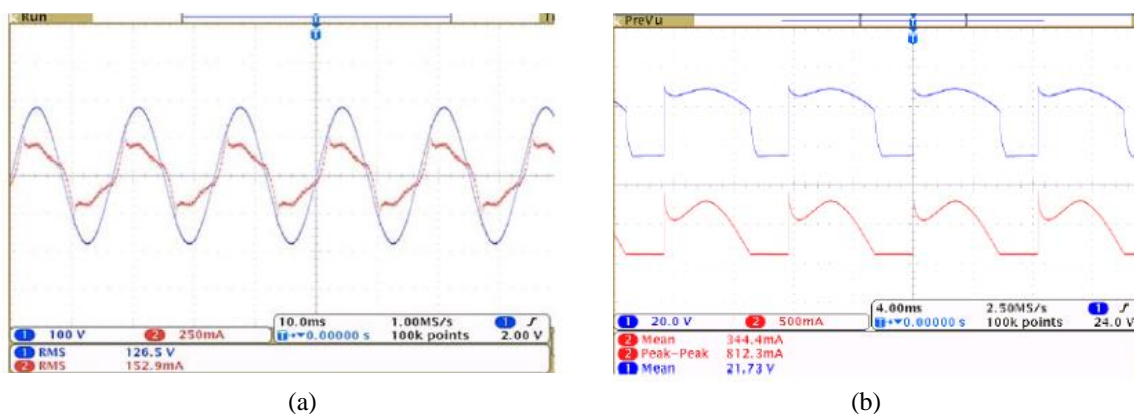 Run
T
T
10.0ms 1.00MS/s 1
1 100 V 2 250mA T 0.00000 s 100k points 2.00 V
1 RMS 126.5 V
2 RMS 152.9mA
(a)
PreVu
T
T
4.00ms 2.50MS/s 1
1 20.0 V 2 500mA T 0.00000 s 100k points 24.0 V
2 Mean 344.4mA
2 Peak-Peak 812.3mA
1 Mean 21.73 V
(b)